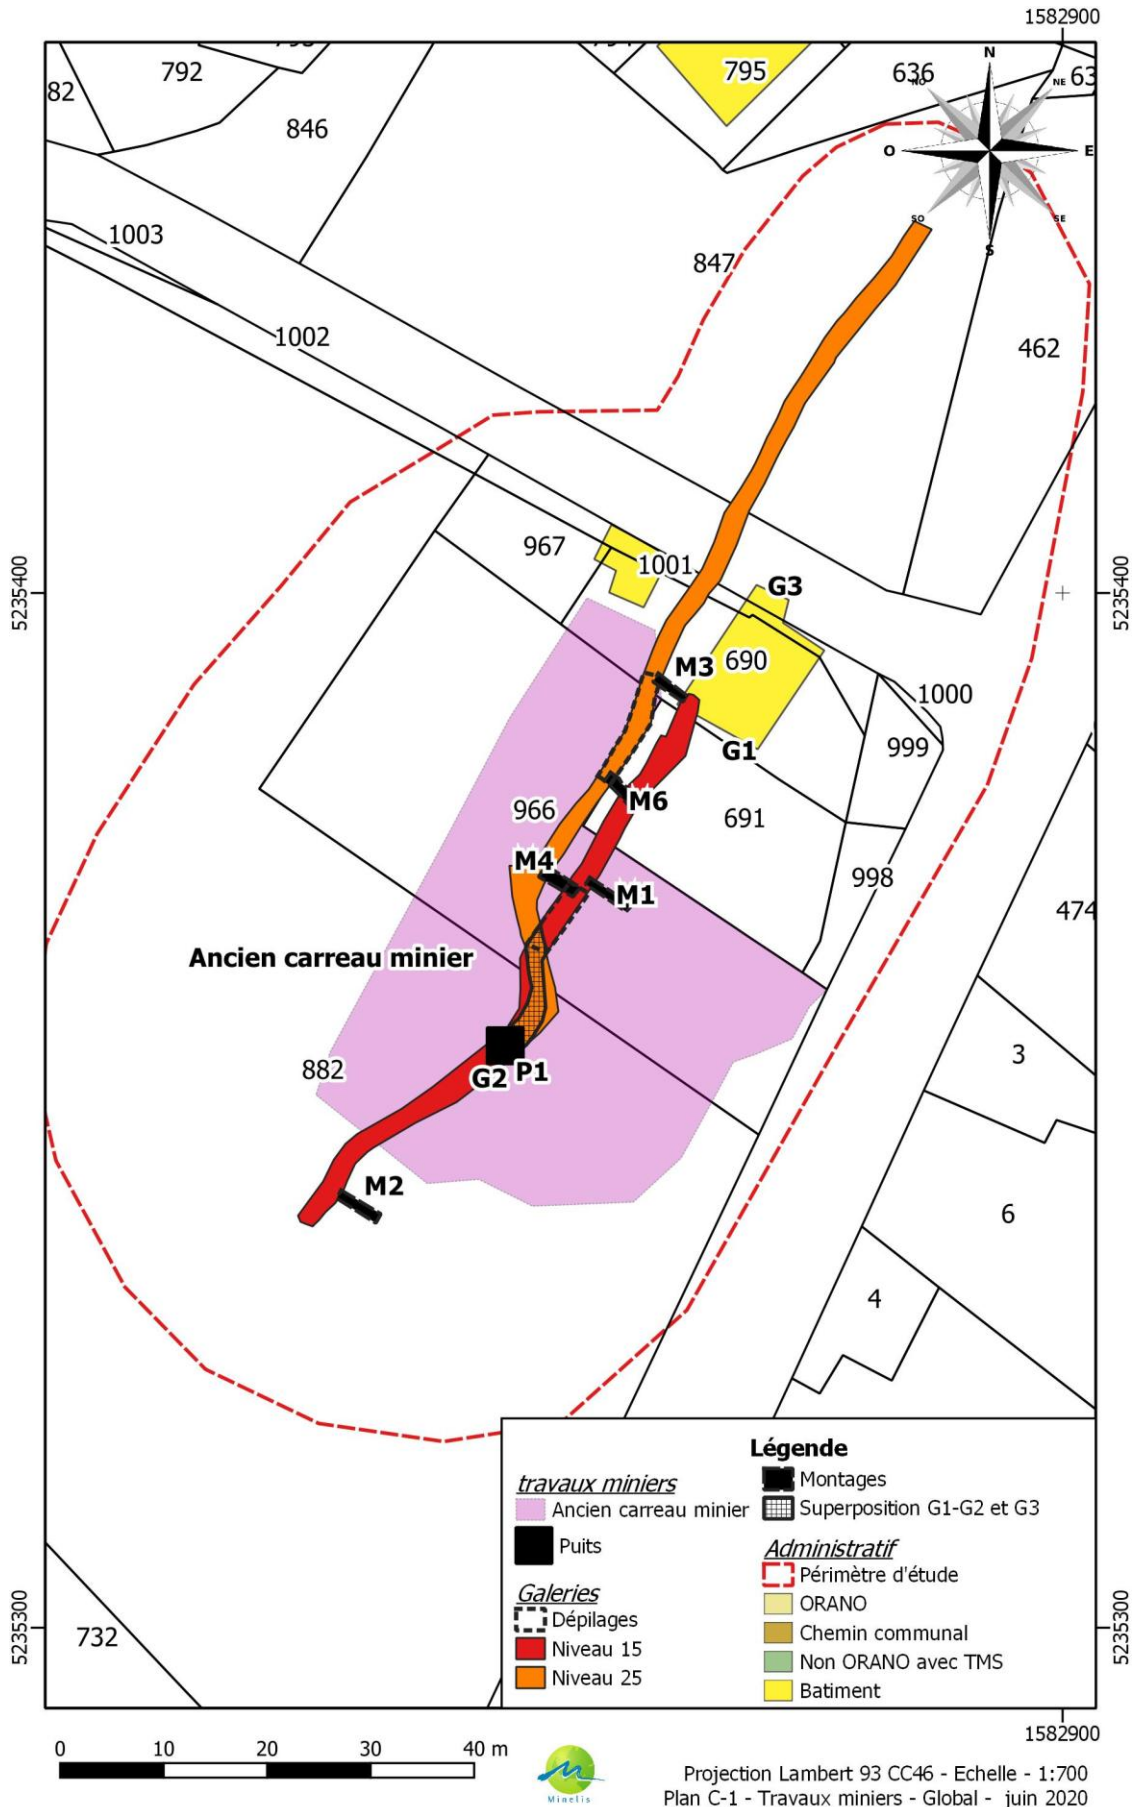 1582900
792
795
636
63
82
846
N
NO
NE
O
E
SO
SE
S
1003
847
1002
462
967
1001
G3
5235400
5235400
M3
690
1000
G1
999
M6
966
691
M4
M1
998
474
Ancien carreau minier
3
882
G2
P1
M2
6
4
Légende
travaux miniers
Ancien carreau minier
Puits
Galeries
Dépilages
Niveau 15
Niveau 25
Montages
Superposition G1-G2 et G3
Administratif
Périmètre d'étude
ORANO
Chemin communal
Non ORANO avec TMS
Batiment
5235300
5235300
732
1582900
0 10 20 30 40 m
Minelis
Projection Lambert 93 CC46 - Echelle - 1:700
Plan C-1 - Travaux miniers - Global - juin 2020